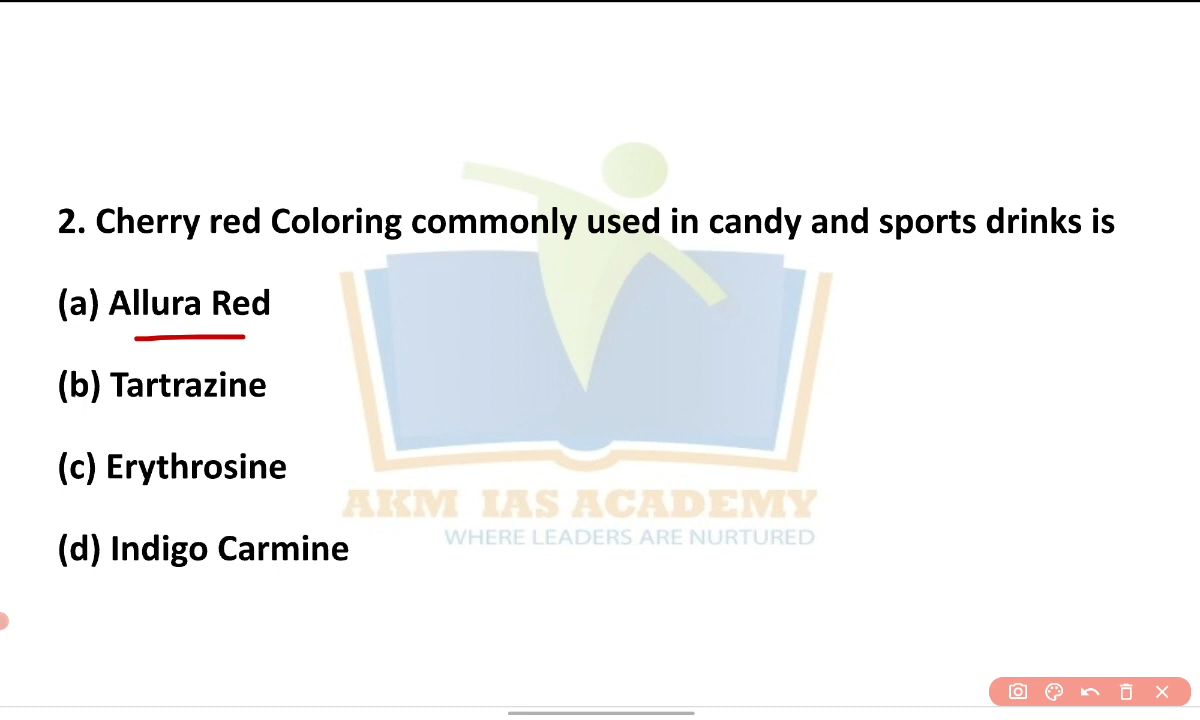 2. Cherry red Coloring commonly used in candy and sports drinks is
(a) Allura Red
(b) Tartrazine
(c) Erythrosine
(d) Indigo Carmine
AKM IAS ACADEMY
WHERE LEADERS ARE NURTURED